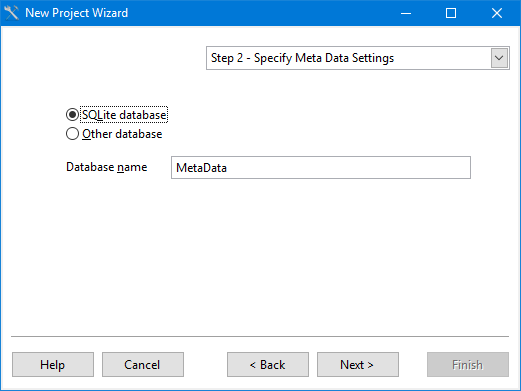 New Project Wizard
Step 2 - Specify Meta Data Settings
SQLite database
Other database
Database name MetaData
Help Cancel < Back Next > Finish